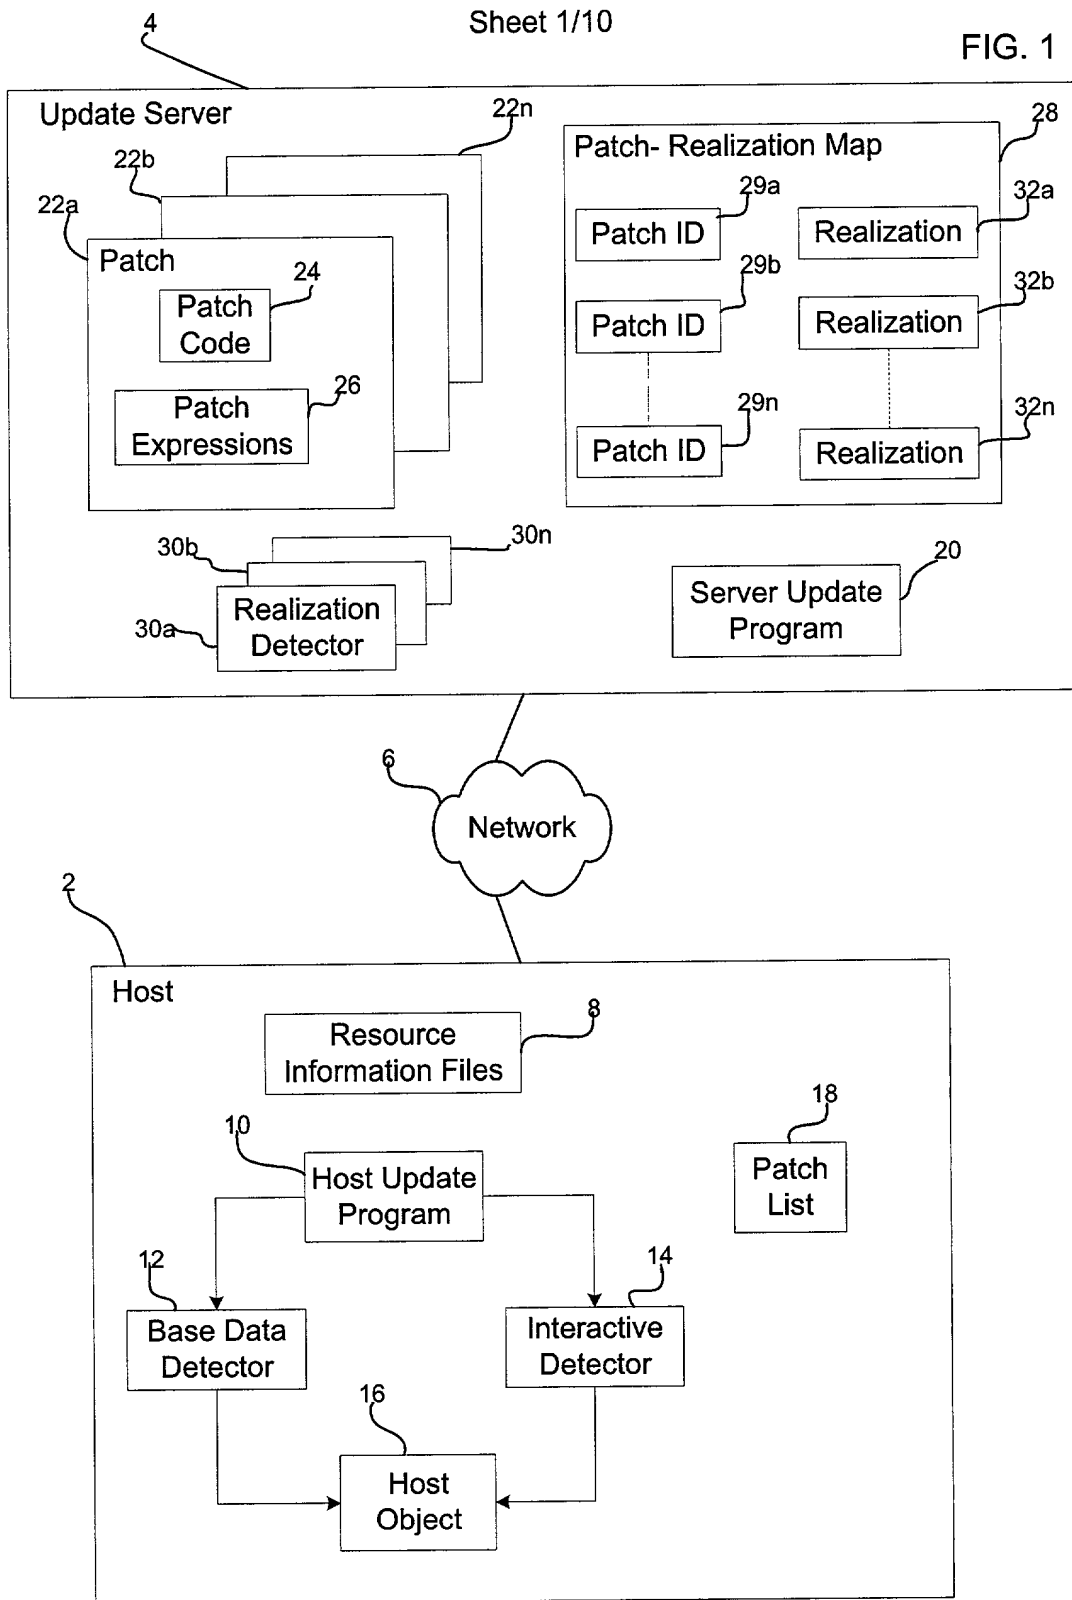 Sheet 1/10
FIG. 1
4
Update Server
22n
22b
22a
Patch
24
Patch
Code
26
Patch
Expressions
28
Patch- Realization Map
29a
32a
Patch ID
Realization
29b
32b
Patch ID
Realization
29n
32n
Patch ID
Realization
30n
30b
30a
Realization
Detector
20
Server Update
Program
6
Network
2
Host
8
Resource
Information Files
10
Host Update
Program
18
Patch
List
12
Base Data
Detector
14
Interactive
Detector
16
Host
Object